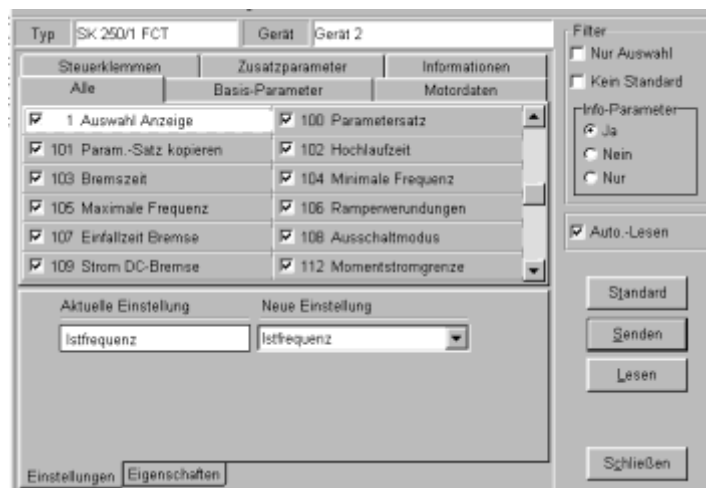 Typ SK 250/1 FCT Gerät Gerät 2
Steuerklemmen Zusatzparameter Informationen
Alle Basis-Parameter Motordaten
1 Auswahl Anzeige 100 Parametersatz
101 Param.-Satz kopieren 102 Hochlaufzeit
103 Bremszeit 104 Minimale Frequenz
105 Maximale Frequenz 106 Rampenverundungen
107 Einfallzeit Bremse 108 Ausschaltmodus
109 Strom DC-Bremse 112 Momentstromgrenze
Aktuelle Einstellung Neue Einstellung
Istfrequenz Istfrequenz
Einstellungen Eigenschaften
Filter
Nur Auswahl
Kein Standard
Info-Parameter
Ja
Nein
Nur
Auto.-Lesen
Standard
Senden
Lesen
Schließen